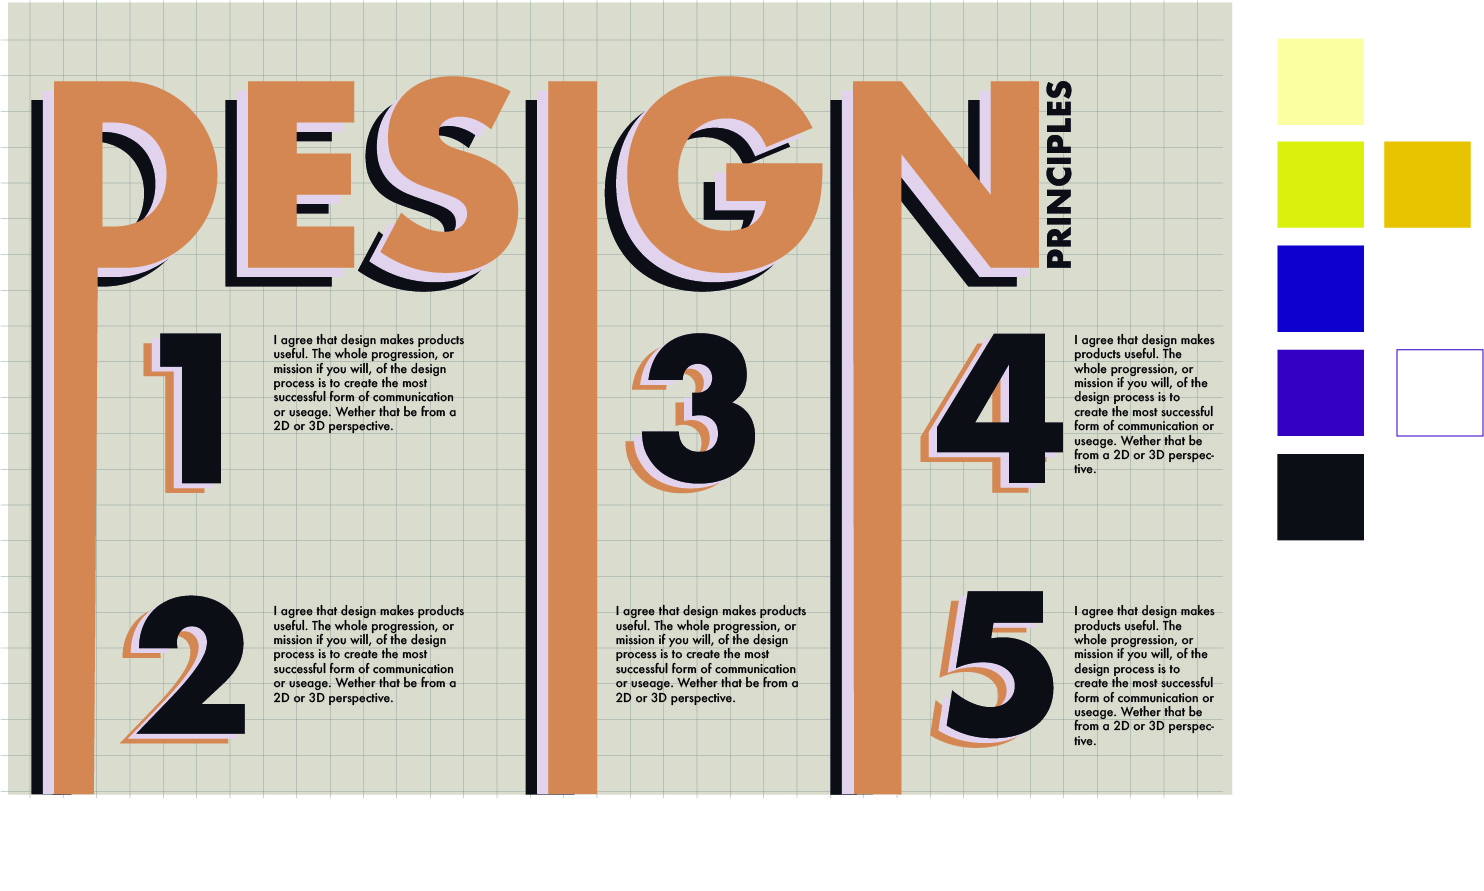 DESIGN
PRINCIPLES
1
I agree that design makes products
useful. The whole progression, or
mission if you will, of the design
process is to create the most
successful form of communication
or useage. Wether that be from a
2D or 3D perspective.
2
I agree that design makes products
useful. The whole progression, or
mission if you will, of the design
process is to create the most
successful form of communication
or useage. Wether that be from a
2D or 3D perspective.
3
I agree that design makes products
useful. The whole progression, or
mission if you will, of the design
process is to create the most
successful form of communication
or useage. Wether that be from a
2D or 3D perspective.
4
I agree that design makes
products useful. The
whole progression, or
mission if you will, of the
design process is to
create the most successful
form of communication or
useage. Wether that be
from a 2D or 3D perspec-
tive.
5
I agree that design makes
products useful. The
whole progression, or
mission if you will, of the
design process is to
create the most successful
form of communication or
useage. Wether that be
from a 2D or 3D perspec-
tive.